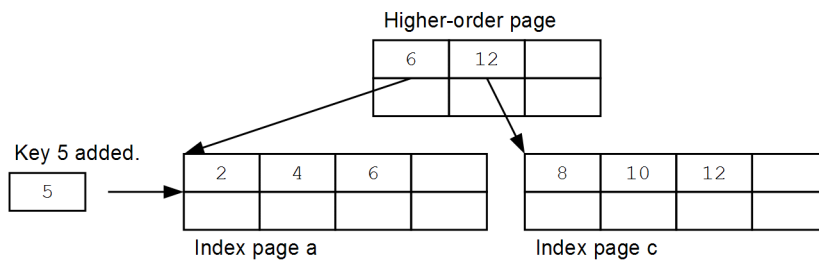 Higher-order page
6 12
Key 5 added.
5
2 4 6
8 10 12
Index page a
Index page c